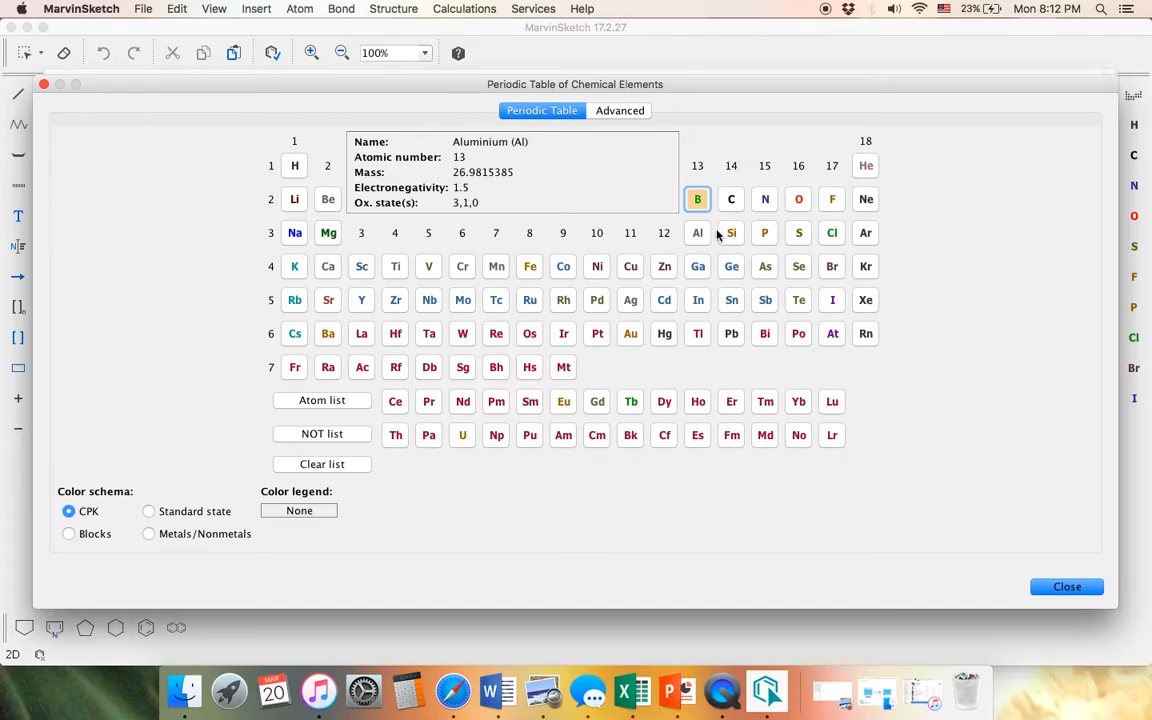 MarvinSketch File Edit View Insert Atom Bond Structure Calculations Services Help 23% Mon 8:12 PM
MarvinSketch 17.2.27
100%
Periodic Table of Chemical Elements
Periodic Table Advanced
1 18
Name: Aluminium (Al)
Atomic number: 13
Mass: 26.9815385
Electronegativity: 1.5
Ox. state(s): 3,1,0
1 H 2 13 14 15 16 17 He
2 Li Be B C N O F Ne
3 Na Mg 3 4 5 6 7 8 9 10 11 12 Al Si P S Cl Ar
4 K Ca Sc Ti V Cr Mn Fe Co Ni Cu Zn Ga Ge As Se Br Kr
5 Rb Sr Y Zr Nb Mo Tc Ru Rh Pd Ag Cd In Sn Sb Te I Xe
6 Cs Ba La Hf Ta W Re Os Ir Pt Au Hg Tl Pb Bi Po At Rn
7 Fr Ra Ac Rf Db Sg Bh Hs Mt
Atom list Ce Pr Nd Pm Sm Eu Gd Tb Dy Ho Er Tm Yb Lu
NOT list Th Pa U Np Pu Am Cm Bk Cf Es Fm Md No Lr
Clear list
Color schema: Color legend:
CPK Standard state None
Blocks Metals/Nonmetals
Close
T
N
H
C
N
O
S
F
P
Cl
Br
I
N
2D
MAR
20